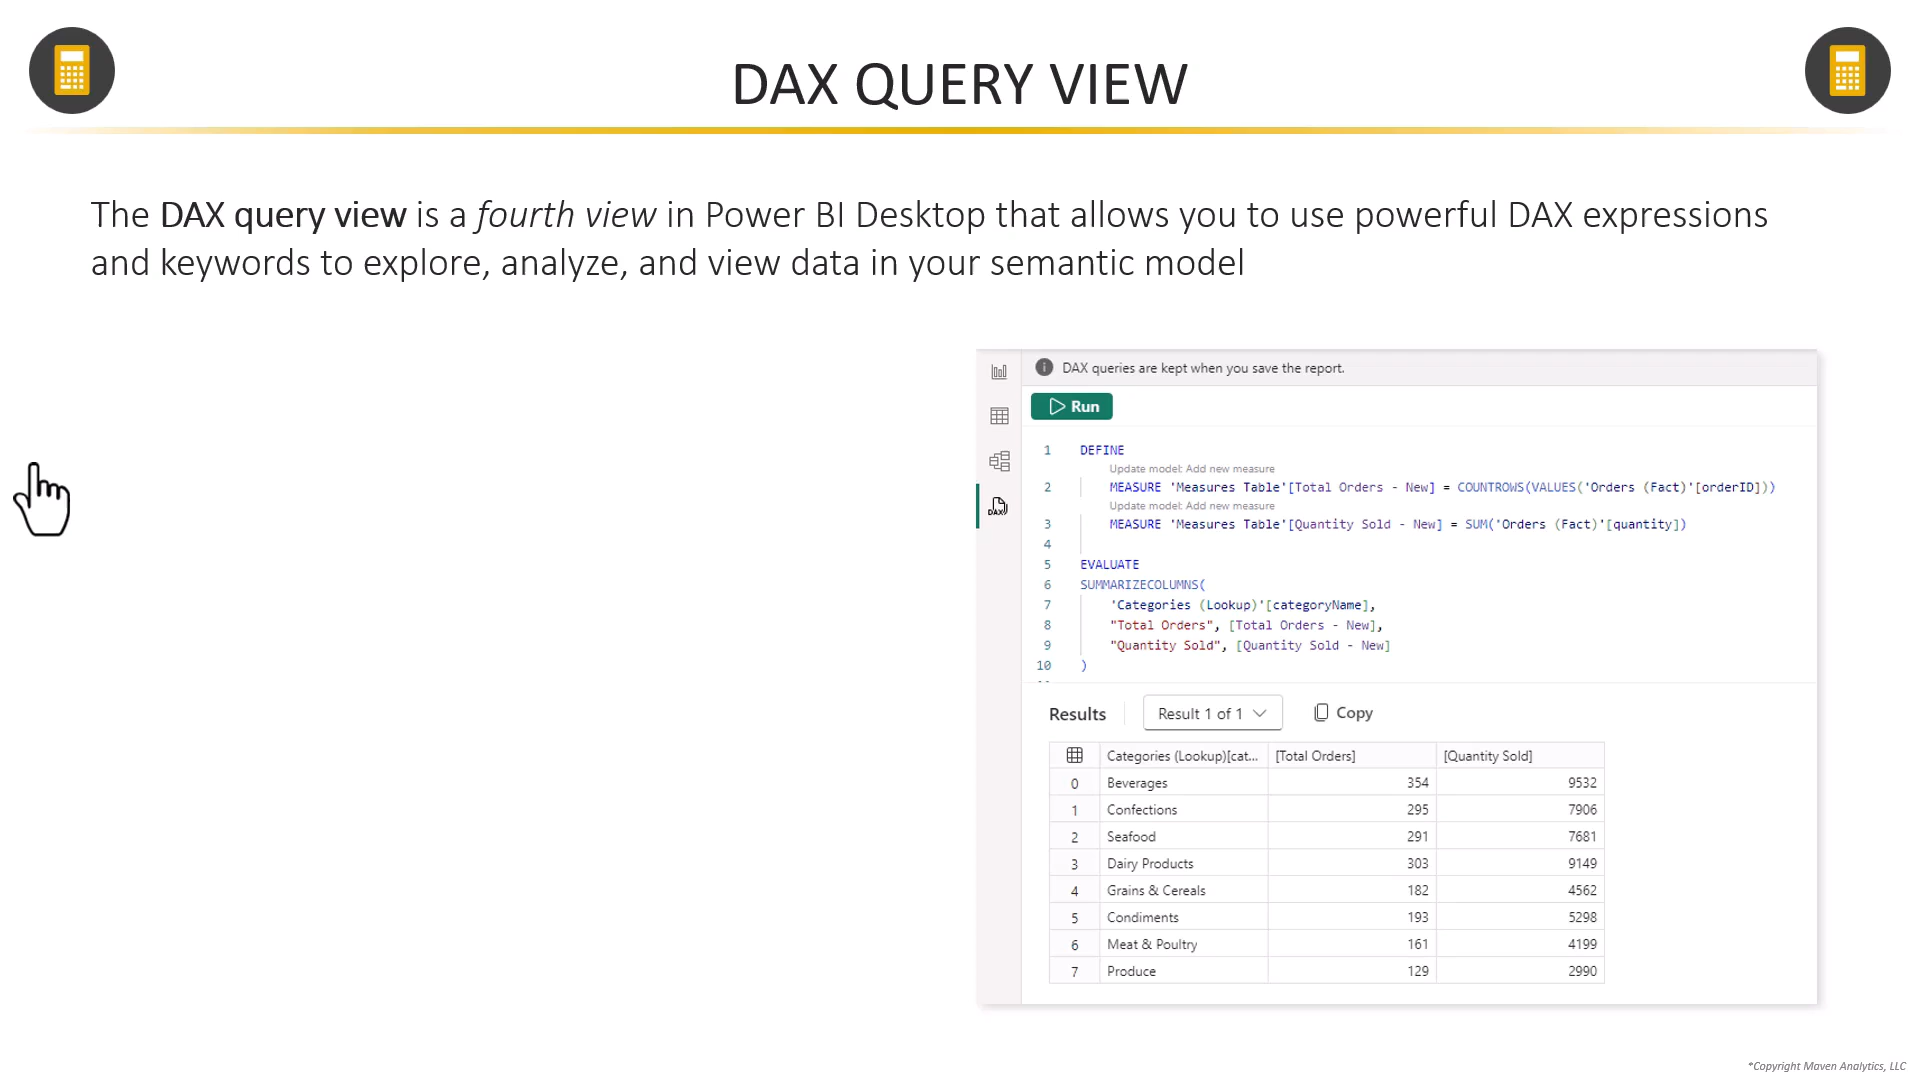 DAX QUERY VIEW
The DAX query view is a fourth view in Power BI Desktop that allows you to use powerful DAX expressions
and keywords to explore, analyze, and view data in your semantic model
DAX queries are kept when you save the report.
Run
1 DEFINE
Update model: Add new measure
2 MEASURE 'Measures Table'[Total Orders - New] = COUNTROWS(VALUES('Orders (Fact)'[orderID]))
Update model: Add new measure
3 MEASURE 'Measures Table'[Quantity Sold - New] = SUM('Orders (Fact)'[quantity])
4
5 EVALUATE
6 SUMMARIZECOLUMNS(
7 'Categories (Lookup)'[categoryName],
8 "Total Orders", [Total Orders - New],
9 "Quantity Sold", [Quantity Sold - New]
10 )
DAX
Results Result 1 of 1 Copy
Categories (Lookup)[cat... [Total Orders] [Quantity Sold]
0 Beverages 354 9532
1 Confections 295 7906
2 Seafood 291 7681
3 Dairy Products 303 9149
4 Grains & Cereals 182 4562
5 Condiments 193 5298
6 Meat & Poultry 161 4199
7 Produce 129 2990
*Copyright Maven Analytics, LLC